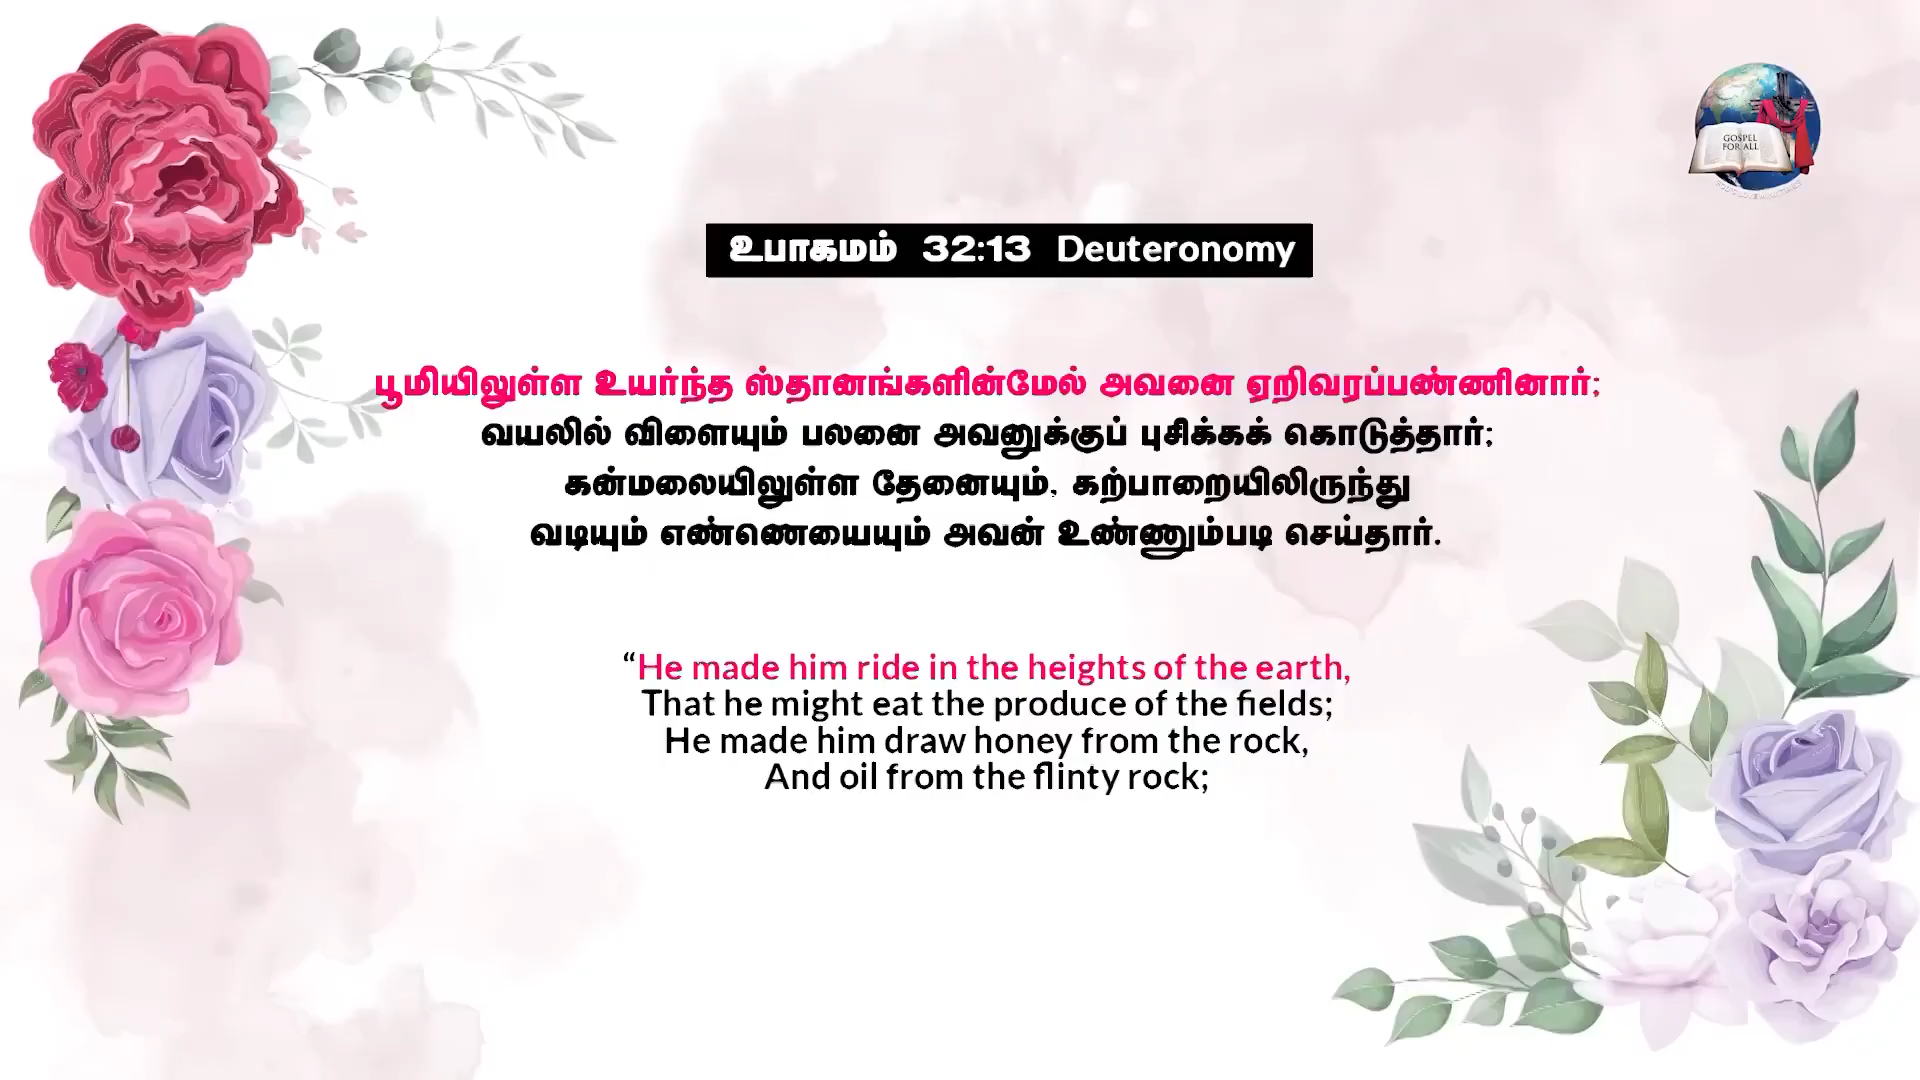 GOSPEL
FOR ALL
உபாகமம் 32:13 Deuteronomy
பூமியிலுள்ள உயர்ந்த ஸ்தானங்களின்மேல் அவனை ஏறிவரப்பண்ணினார்;
வயலில் விளையும் பலனை அவனுக்குப் புசிக்கக் கொடுத்தார்;
கன்மலையிலுள்ள தேனையும், கற்பாறையிலிருந்து
வடியும் எண்ணெயையும் அவன் உண்ணும்படி செய்தார்.
“He made him ride in the heights of the earth,
That he might eat the produce of the fields;
He made him draw honey from the rock,
And oil from the flinty rock;